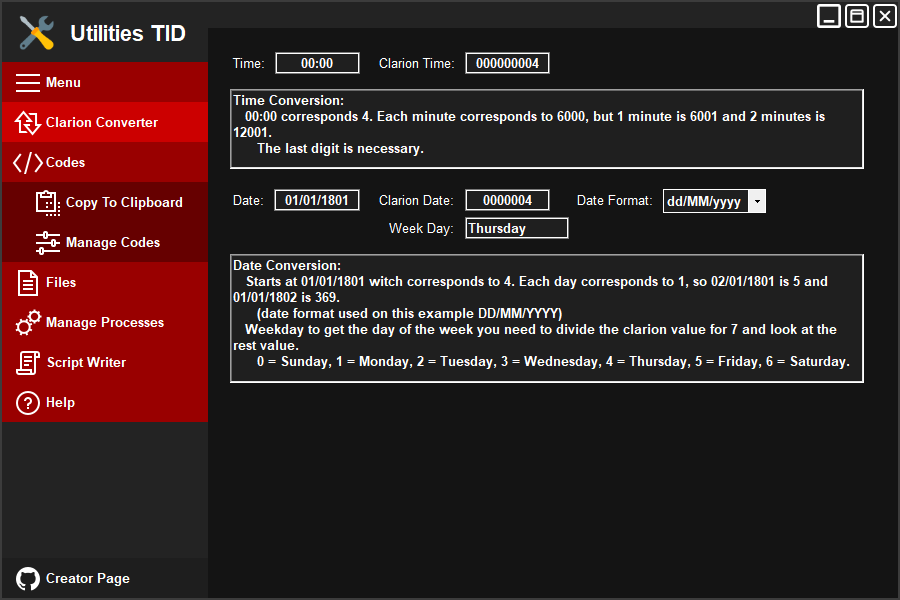 Utilities TID
Menu
Clarion Converter
Codes
Copy To Clipboard
Manage Codes
Files
Manage Processes
Script Writer
Help
Creator Page
Time: 00:00 Clarion Time: 000000004
Time Conversion:
00:00 corresponds 4. Each minute corresponds to 6000, but 1 minute is 6001 and 2 minutes is
12001.
The last digit is necessary.
Date: 01/01/1801 Clarion Date: 0000004 Date Format: dd/MM/yyyy
Week Day: Thursday
Date Conversion:
Starts at 01/01/1801 witch corresponds to 4. Each day corresponds to 1, so 02/01/1801 is 5 and
01/01/1802 is 369.
(date format used on this example DD/MM/YYYY)
Weekday to get the day of the week you need to divide the clarion value for 7 and look at the
rest value.
0 = Sunday, 1 = Monday, 2 = Tuesday, 3 = Wednesday, 4 = Thursday, 5 = Friday, 6 = Saturday.